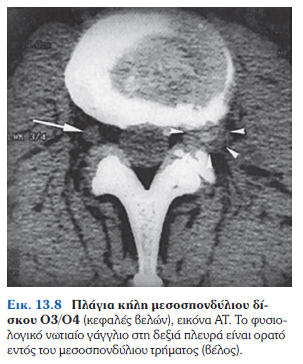 Εικ. 13.8 Πλάγια κήλη μεσοσπονδύλιου δί-
σκου Ο3/Ο4 (κεφαλές βελών), εικόνα ΑΤ. Το φυσιο-
λογικό νωτιαίο γάγγλιο στη δεξιά πλευρά είναι ορατό
εντός του μεσοσπονδύλιου τρήματος (βέλος).